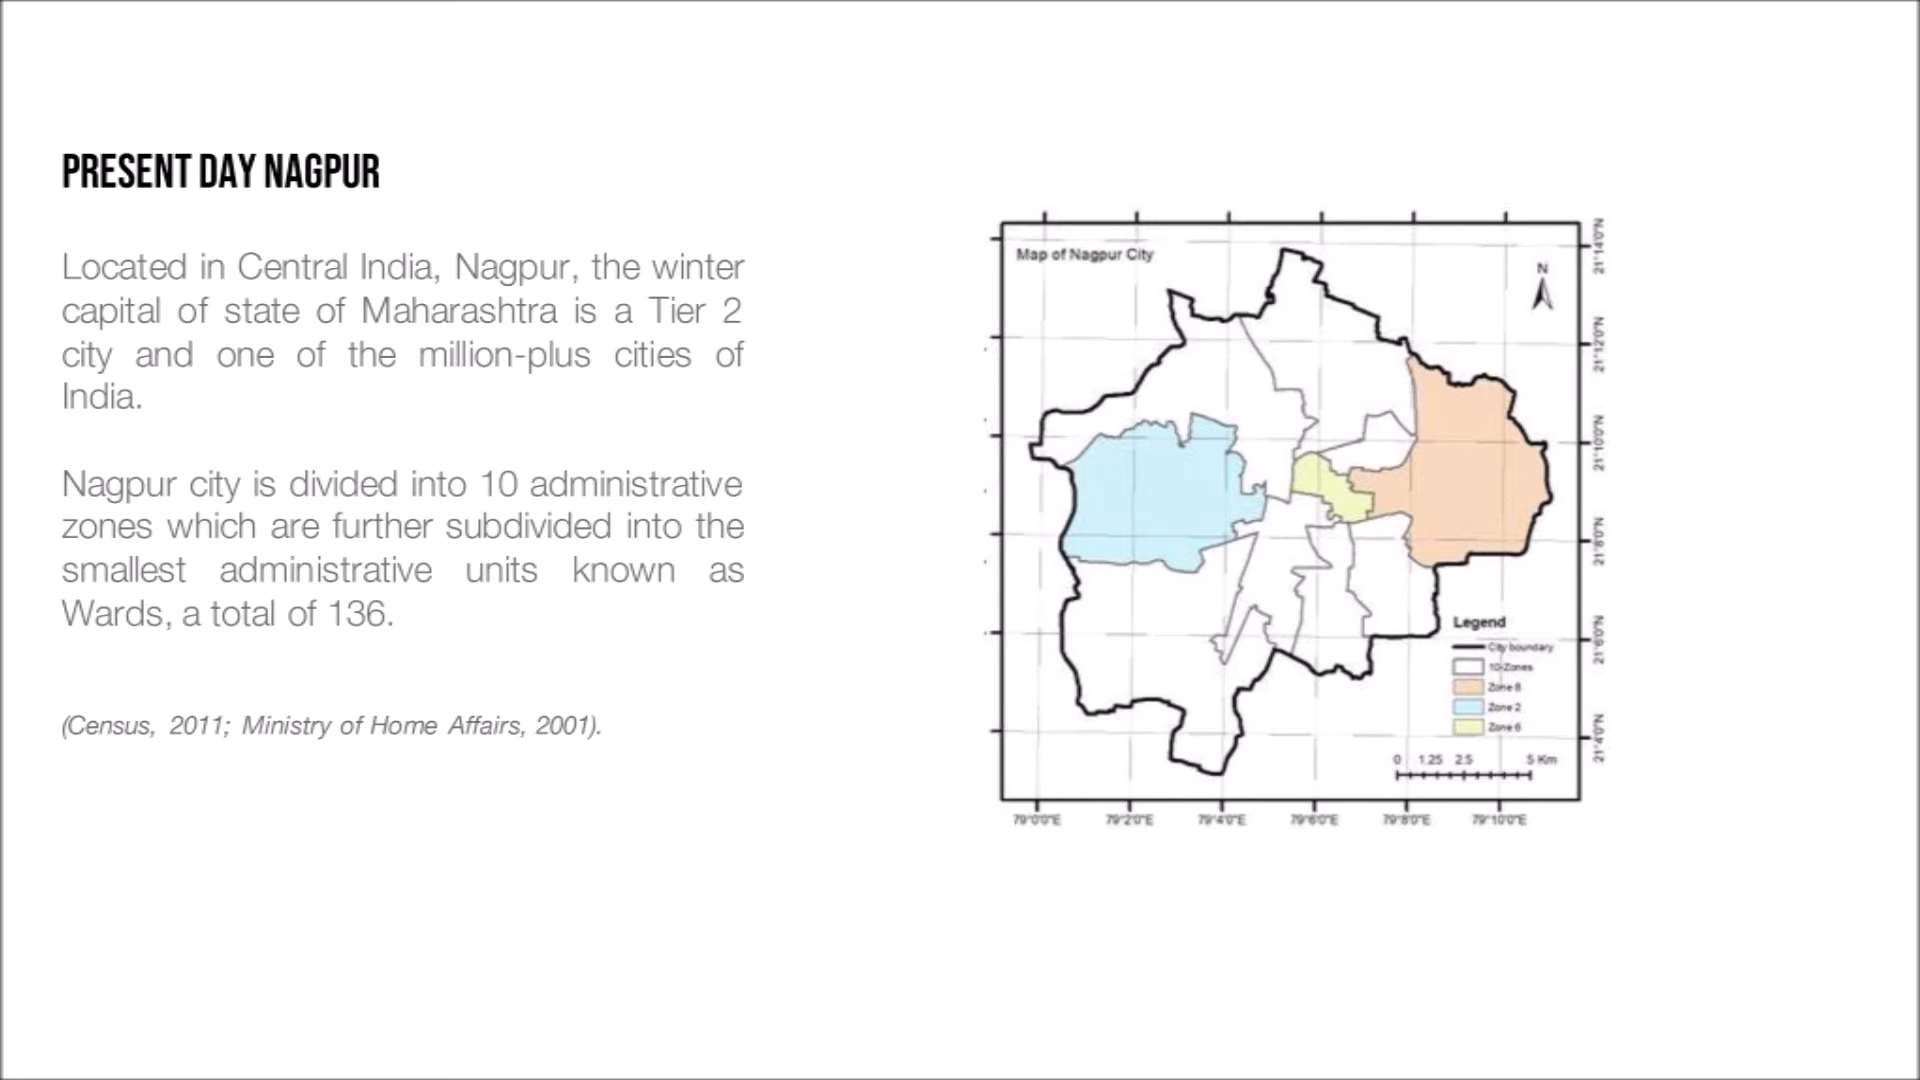 PRESENT DAY NAGPUR
Located in Central India, Nagpur, the winter
capital of state of Maharashtra is a Tier 2
city and one of the million-plus cities of
India.
Nagpur city is divided into 10 administrative
zones which are further subdivided into the
smallest administrative units known as
Wards, a total of 136.
(Census, 2011; Ministry of Home Affairs, 2001).
Map of Nagpur City
N
21°14'0"N
21°12'0"N
21°10'0"N
21°8'0"N
21°6'0"N
21°4'0"N
Legend
City boundary
10-Zones
Zone
Zone 2
Zone 6
0 1.25 2.5 5 Km
79°0'0"E 79°2'0"E 79°4'0"E 79°6'0"E 79°8'0"E 79°10'0"E